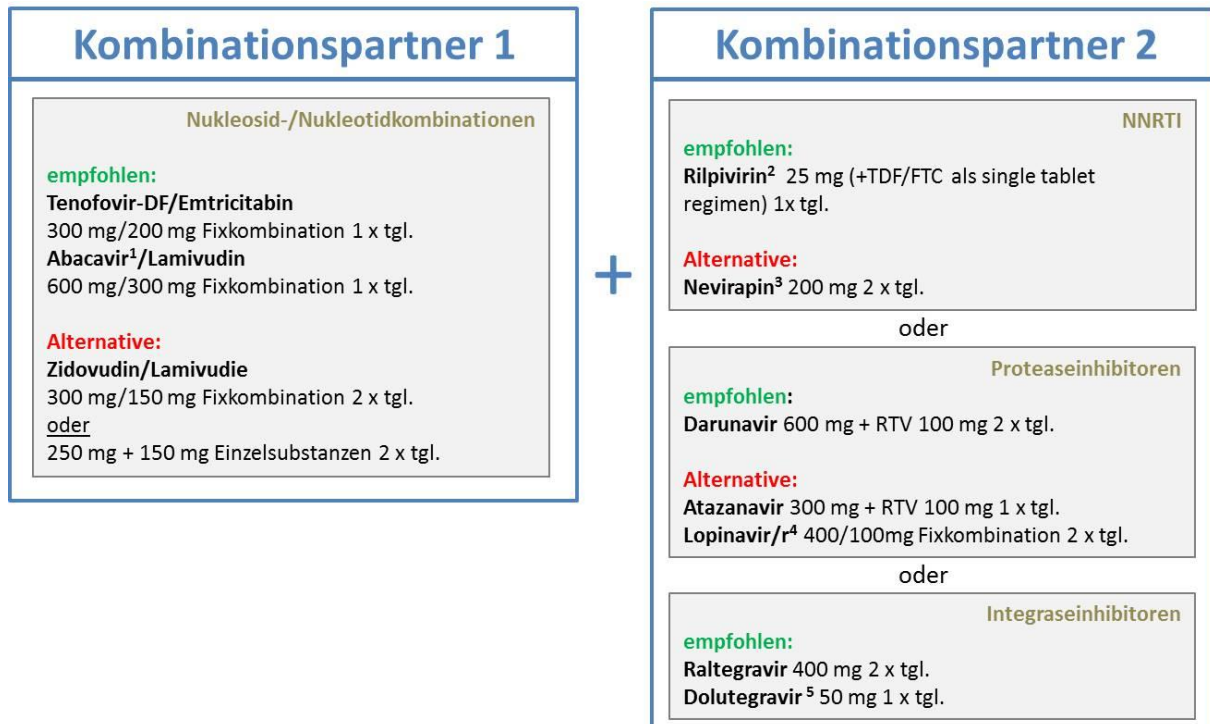 Kombinationspartner 1
Nukleosid-/Nukleotidkombinationen
empfohlen:
Tenofovir-DF/Emtricitabin
300 mg/200 mg Fixkombination 1 x tgl.
Abacavir¹/Lamivudin
600 mg/300 mg Fixkombination 1 x tgl.
Alternative:
Zidovudin/Lamivudie
300 mg/150 mg Fixkombination 2 x tgl.
oder
250 mg + 150 mg Einzelsubstanzen 2 x tgl.
+
Kombinationspartner 2
NNRTI
empfohlen:
Rilpivirin² 25 mg (+TDF/FTC als single tablet
regimen) 1x tgl.
Alternative:
Nevirapin³ 200 mg 2 x tgl.
oder
Proteaseinhibitoren
empfohlen:
Darunavir 600 mg + RTV 100 mg 2 x tgl.
Alternative:
Atazanavir 300 mg + RTV 100 mg 1 x tgl.
Lopinavir/r⁴ 400/100mg Fixkombination 2 x tgl.
oder
Integraseinhibitoren
empfohlen:
Raltegravir 400 mg 2 x tgl.
Dolutegravir ⁵ 50 mg 1 x tgl.